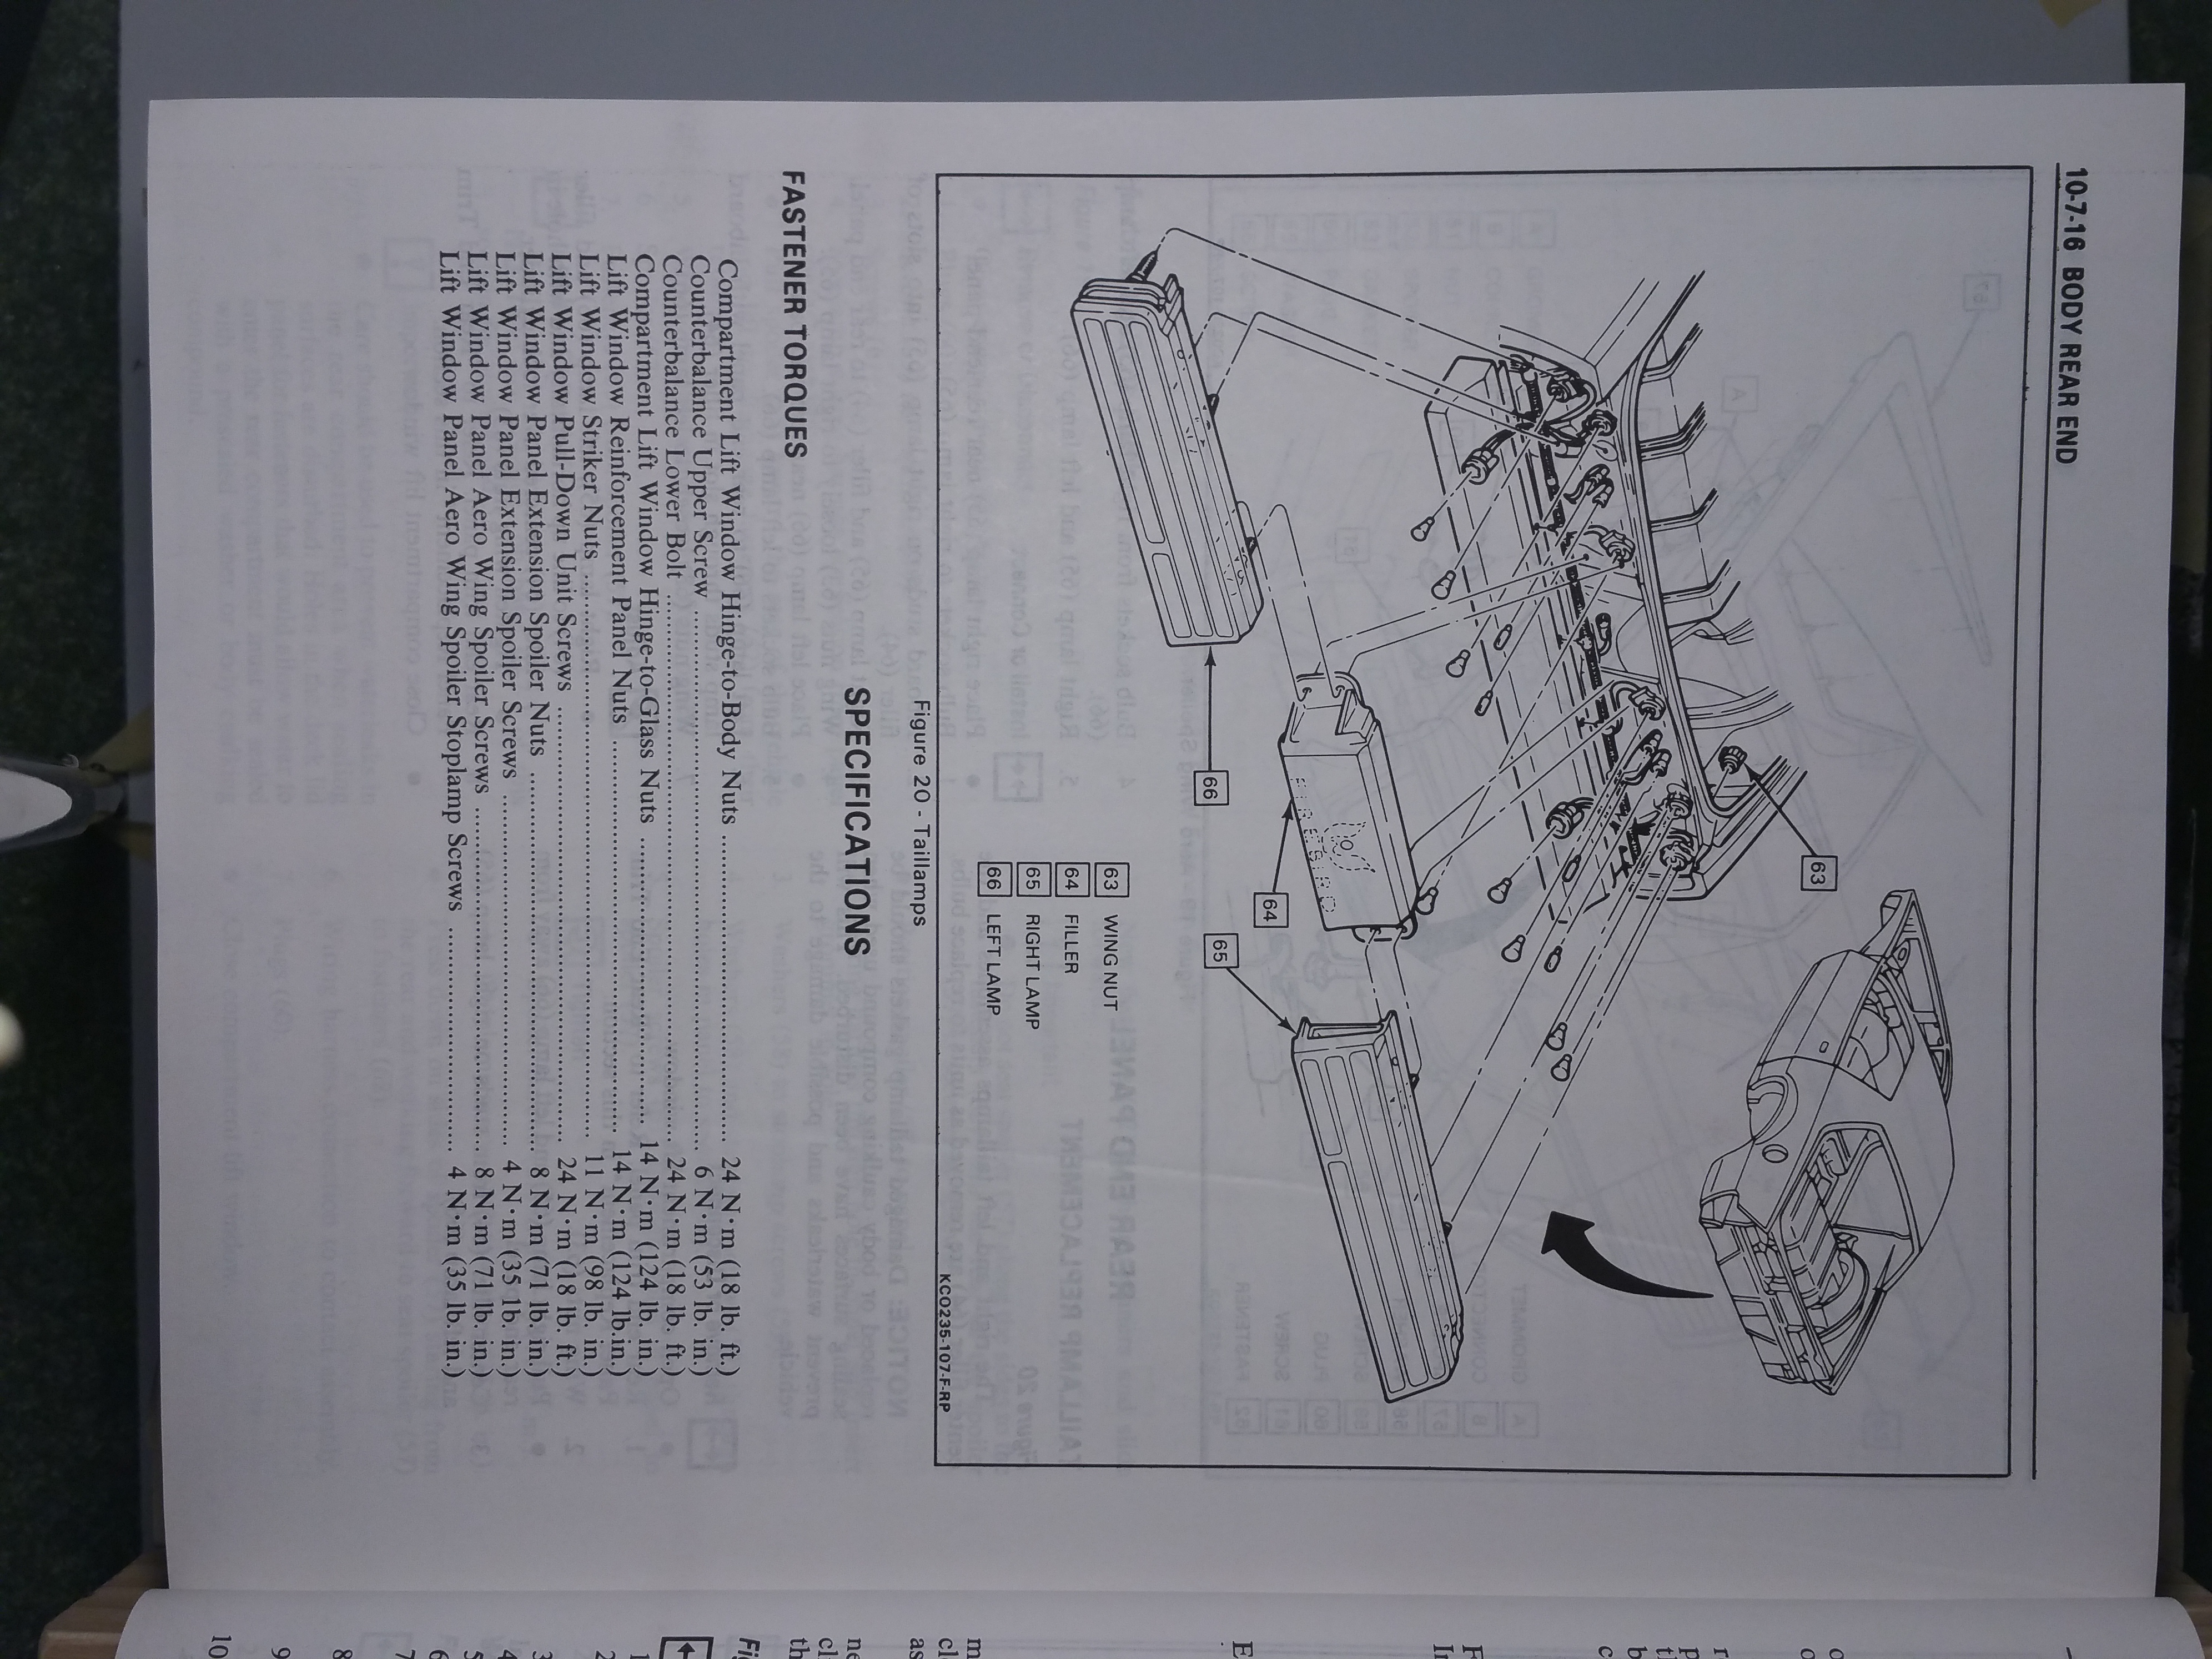 10-7-16 BODY REAR END
63
66
64
65
FIREBIRD
63 WING NUT
64 FILLER
65 RIGHT LAMP
66 LEFT LAMP
KCO235-107-F-RP
Figure 20 - Taillamps
SPECIFICATIONS
FASTENER TORQUES
Compartment Lift Window Hinge-to-Body Nuts ........................................ 24 N·m (18 lb. ft.)
Counterbalance Upper Screw ........................................ 6 N·m (53 lb. in.)
Counterbalance Lower Bolt ........................................ 24 N·m (18 lb. ft.)
Compartment Lift Window Hinge-to-Glass Nuts ........................................ 14 N·m (124 lb. in.)
Lift Window Reinforcement Panel Nuts ........................................ 14 N·m (124 lb.in.)
Lift Window Striker Nuts ........................................ 11 N·m (98 lb. in.)
Lift Window Pull-Down Unit Screws ........................................ 24 N·m (18 lb. ft.)
Lift Window Panel Extension Spoiler Nuts ........................................ 8 N·m (71 lb. in.)
Lift Window Panel Extension Spoiler Screws ........................................ 4 N·m (35 lb. in.)
Lift Window Panel Aero Wing Spoiler Screws ........................................ 8 N·m (71 lb. in.)
Lift Window Panel Aero Wing Spoiler Stoplamp Screws ........................................ 4 N·m (35 lb. in.)